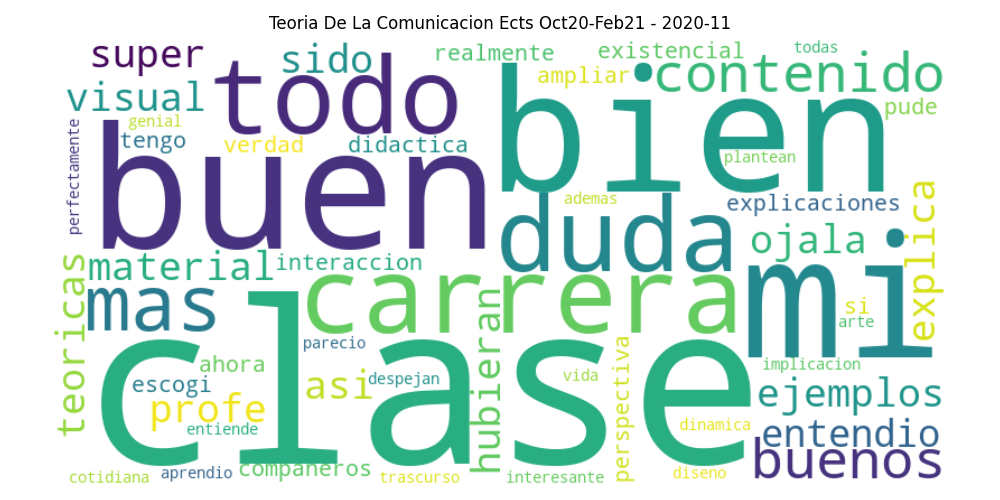 Teoria De La Comunicacion Ects Oct20-Feb21 - 2020-11
super
sido
realmente
existencial
todas
todo
bien
ampliar
contenido
visual
pude
genial
tengo
verdad
didactica
perfectamente
buen
plantean
ademas
explicaciones
duda
explica
ojala
material
interaccion
mi
mas
carrera
teoricas
si
arte
clase
hubieran
parecio
ahora
perspectiva
implicacion
escogi
asi
despejan
vida
ejemplos
profe
entiende
dinamica
entendio
buenos
cotidiana
aprendio
compañeros
trascurso
interesante
diseno